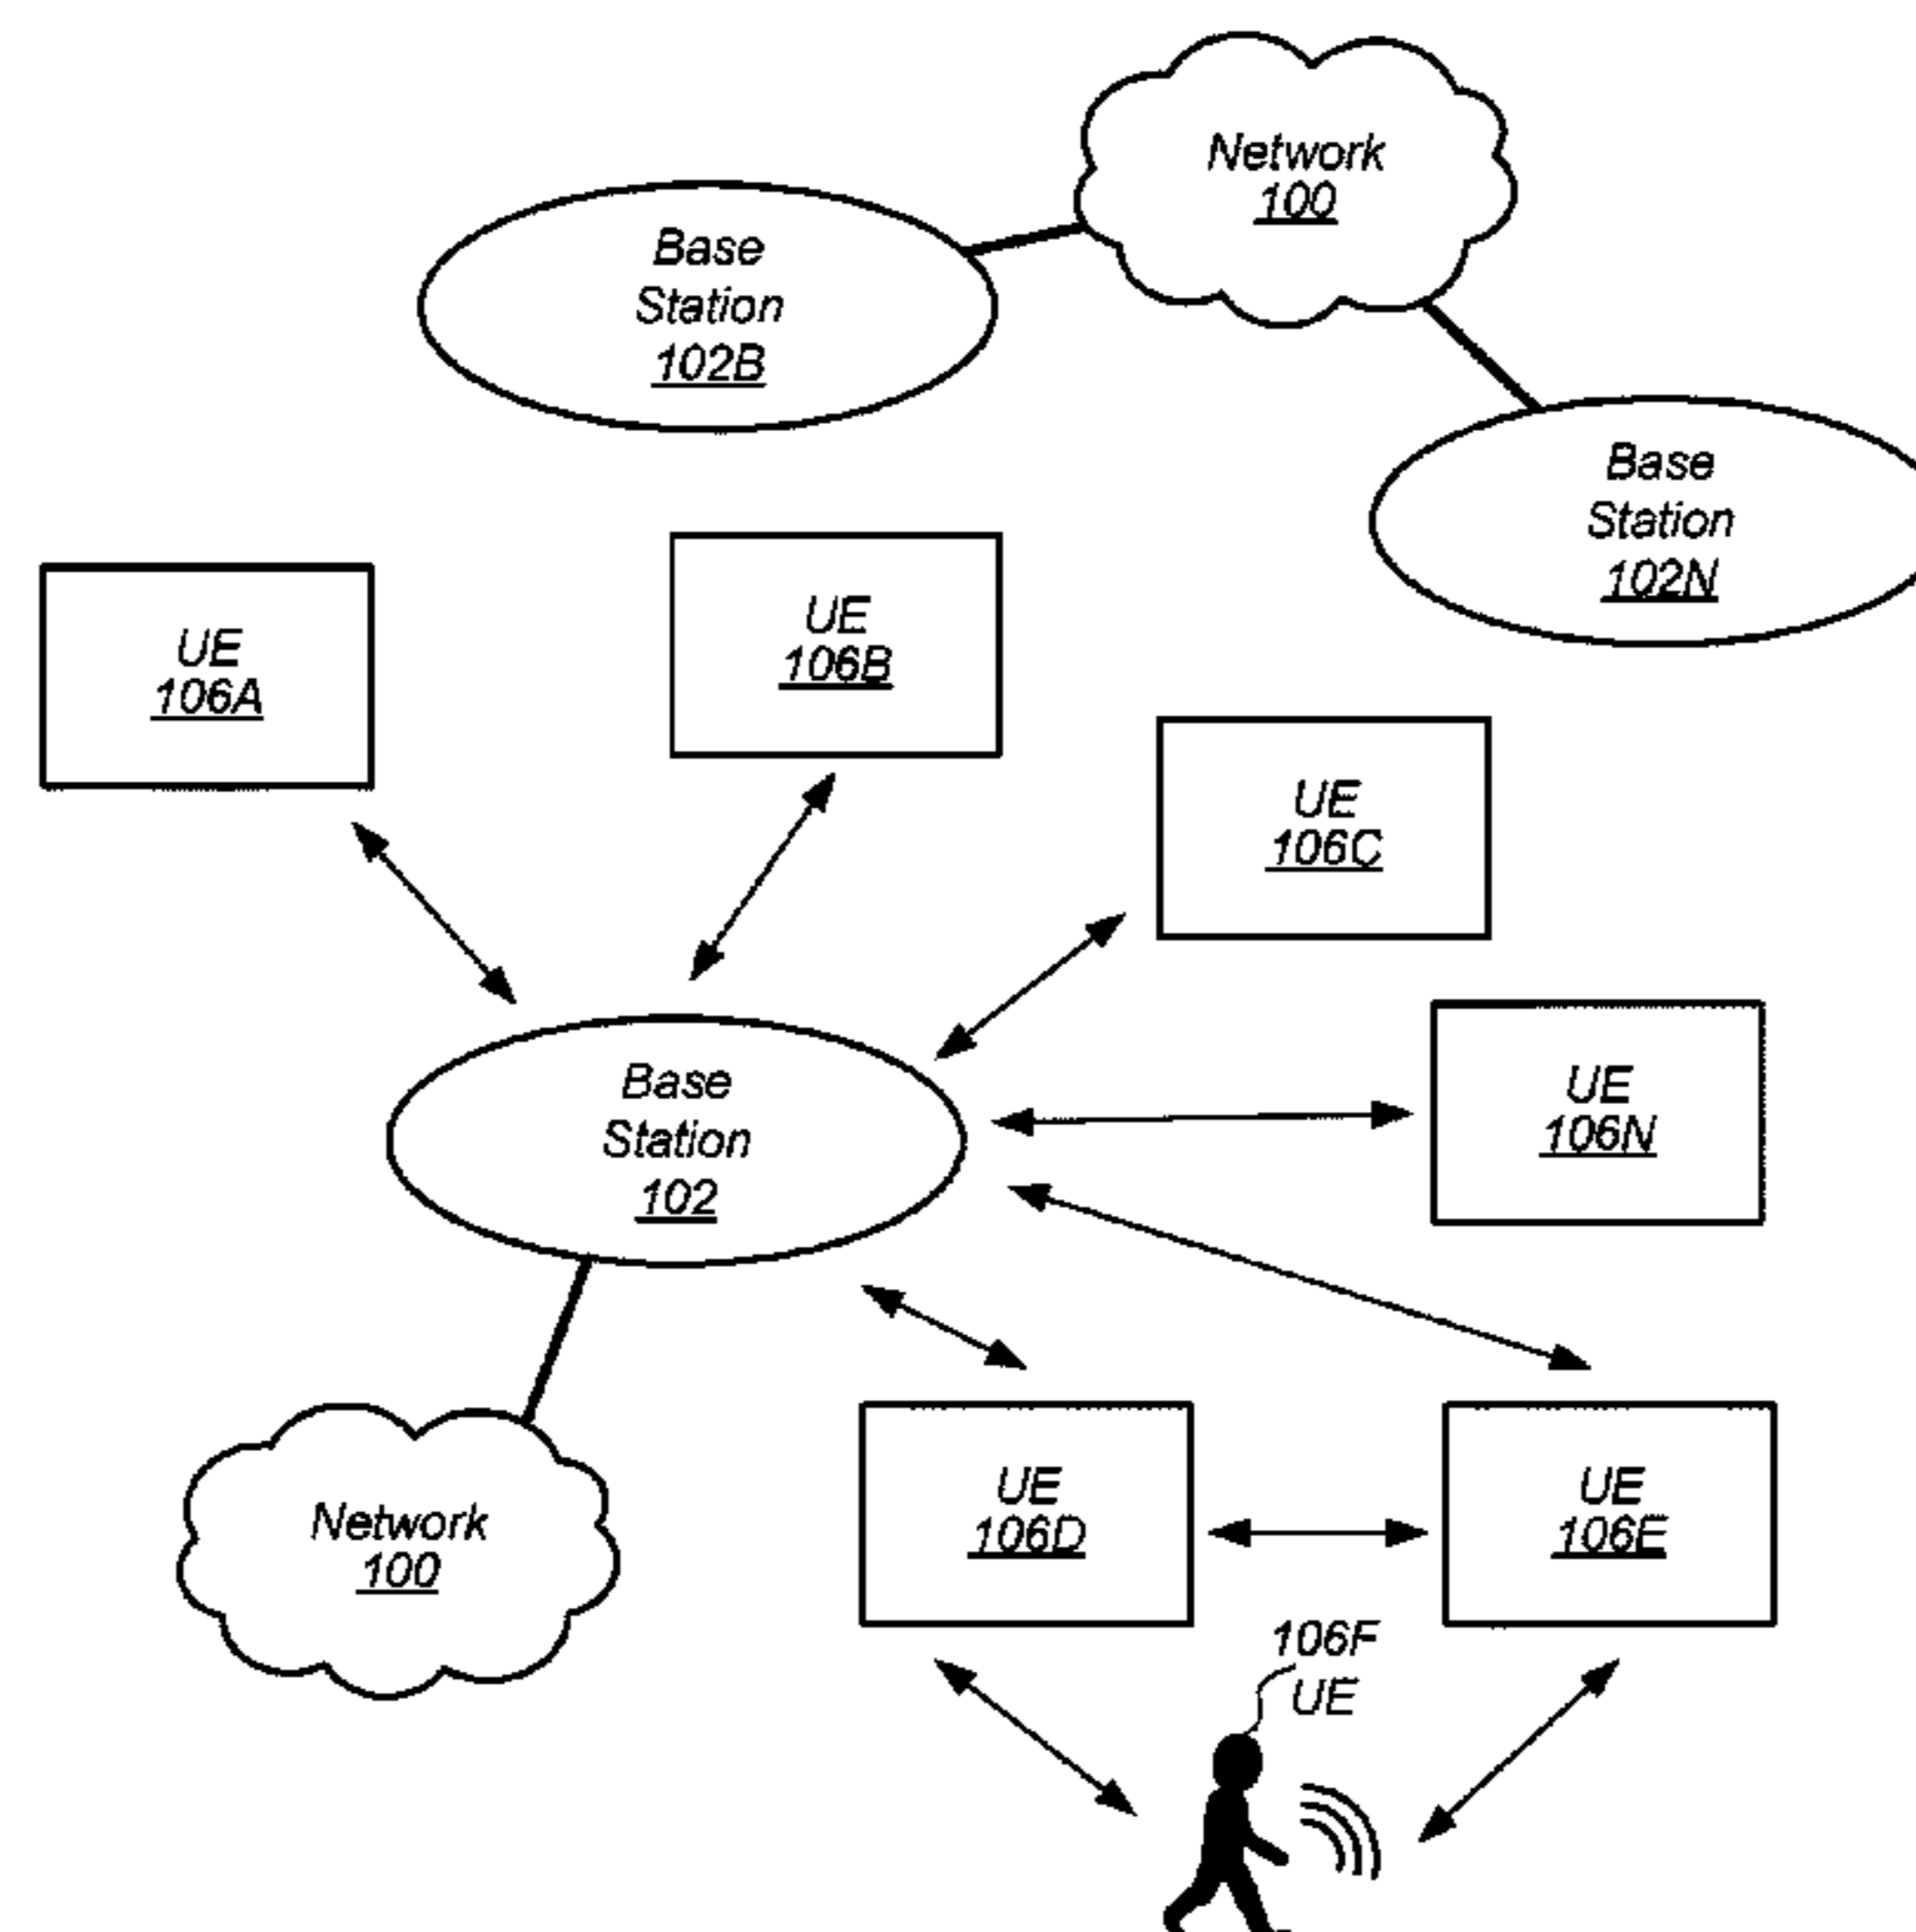 Network
100
Base
Station
102B
Base
Station
102N
UE
106A
UE
106B
UE
106C
Base
Station
102
UE
106N
Network
100
UE
106D
UE
106E
106F
UE